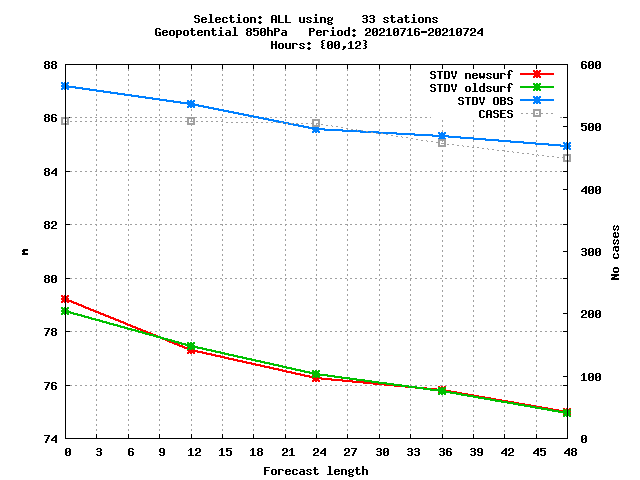 Selection: ALL using    33 stations
Geopotential 850hPa   Period: 20210716-20210724
Hours: {00,12}
STDV newsurf
STDV oldsurf
STDV OBS
CASES
88
86
84
82
80
78
76
74
m
600
500
400
300
200
100
0
No cases
0 3 6 9 12 15 18 21 24 27 30 33 36 39 42 45 48
Forecast length